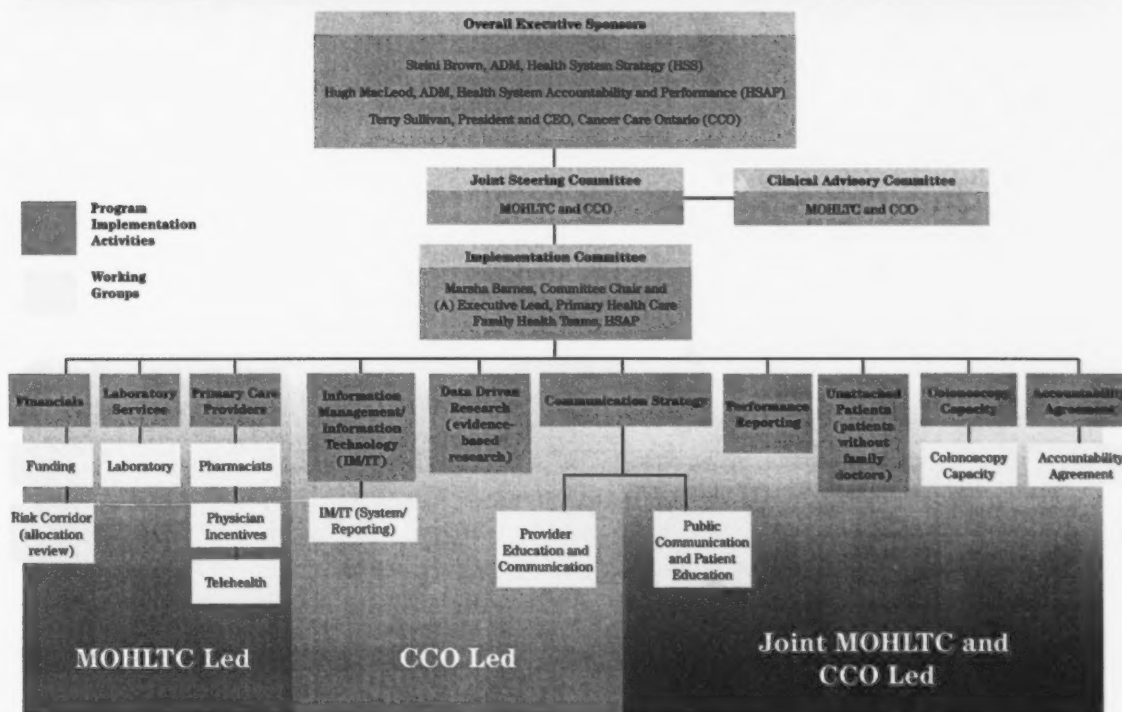 Overall Executive Sponsors
Steini Brown, ADM, Health System Strategy (HSS)
Hugh MacLeod, ADM, Health System Accountability and Performance (HSAP)
Terry Sullivan, President and CEO, Cancer Care Ontario (CCO)
Joint Steering Committee
MOHLTC and CCO
Clinical Advisory Committee
MOHLTC and CCO
Program
Implementation
Activities
Working
Groups
Implementation Committee
Marsha Barnes, Committee Chair and
(A) Executive Lead, Primary Health Care
Family Health Teams, HSAP
Financials
Laboratory
Services
Primary Care
Providers
Information
Management/
Information
Technology
(IM/IT)
Data Driven
Research
(evidence-
based
research)
Communication Strategy
Performance
Reporting
Unattached
Patients
(patients
without
family
doctors)
Colonoscopy
Capacity
Accountability
Agreement
Funding
Laboratory
Pharmacists
Colonoscopy
Capacity
Accountability
Agreement
Risk Corridor
(allocation
review)
Physician
Incentives
IM/IT (System/
Reporting)
Provider
Education and
Communication
Public
Communication
and Patient
Education
Telehealth
MOHLTC Led
CCO Led
Joint MOHLTC and
CCO Led